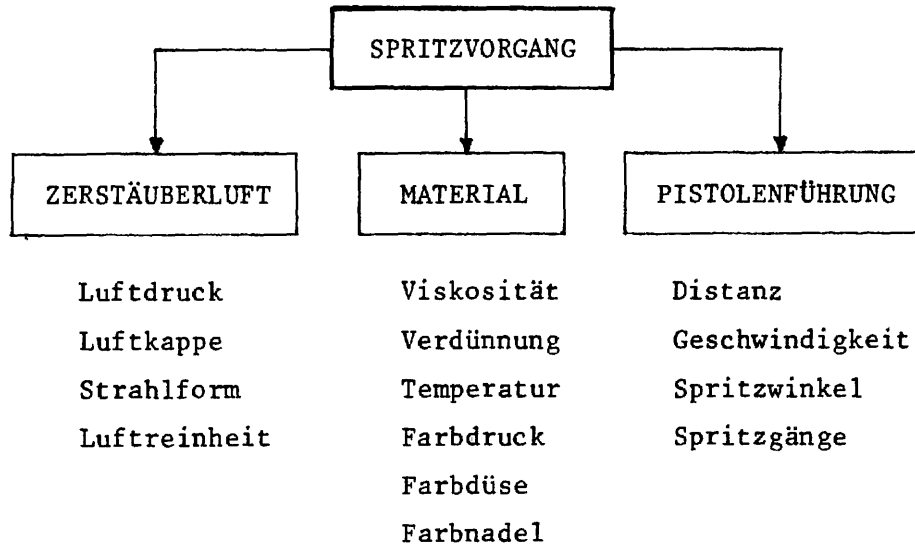 SPRITZVORGANG
ZERSTÄUBERLUFT
MATERIAL
PISTOLENFÜHRUNG
Luftdruck
Luftkappe
Strahlform
Luftreinheit
Viskosität
Verdünnung
Temperatur
Farbdruck
Farbdüse
Farbnadel
Distanz
Geschwindigkeit
Spritzwinkel
Spritzgänge